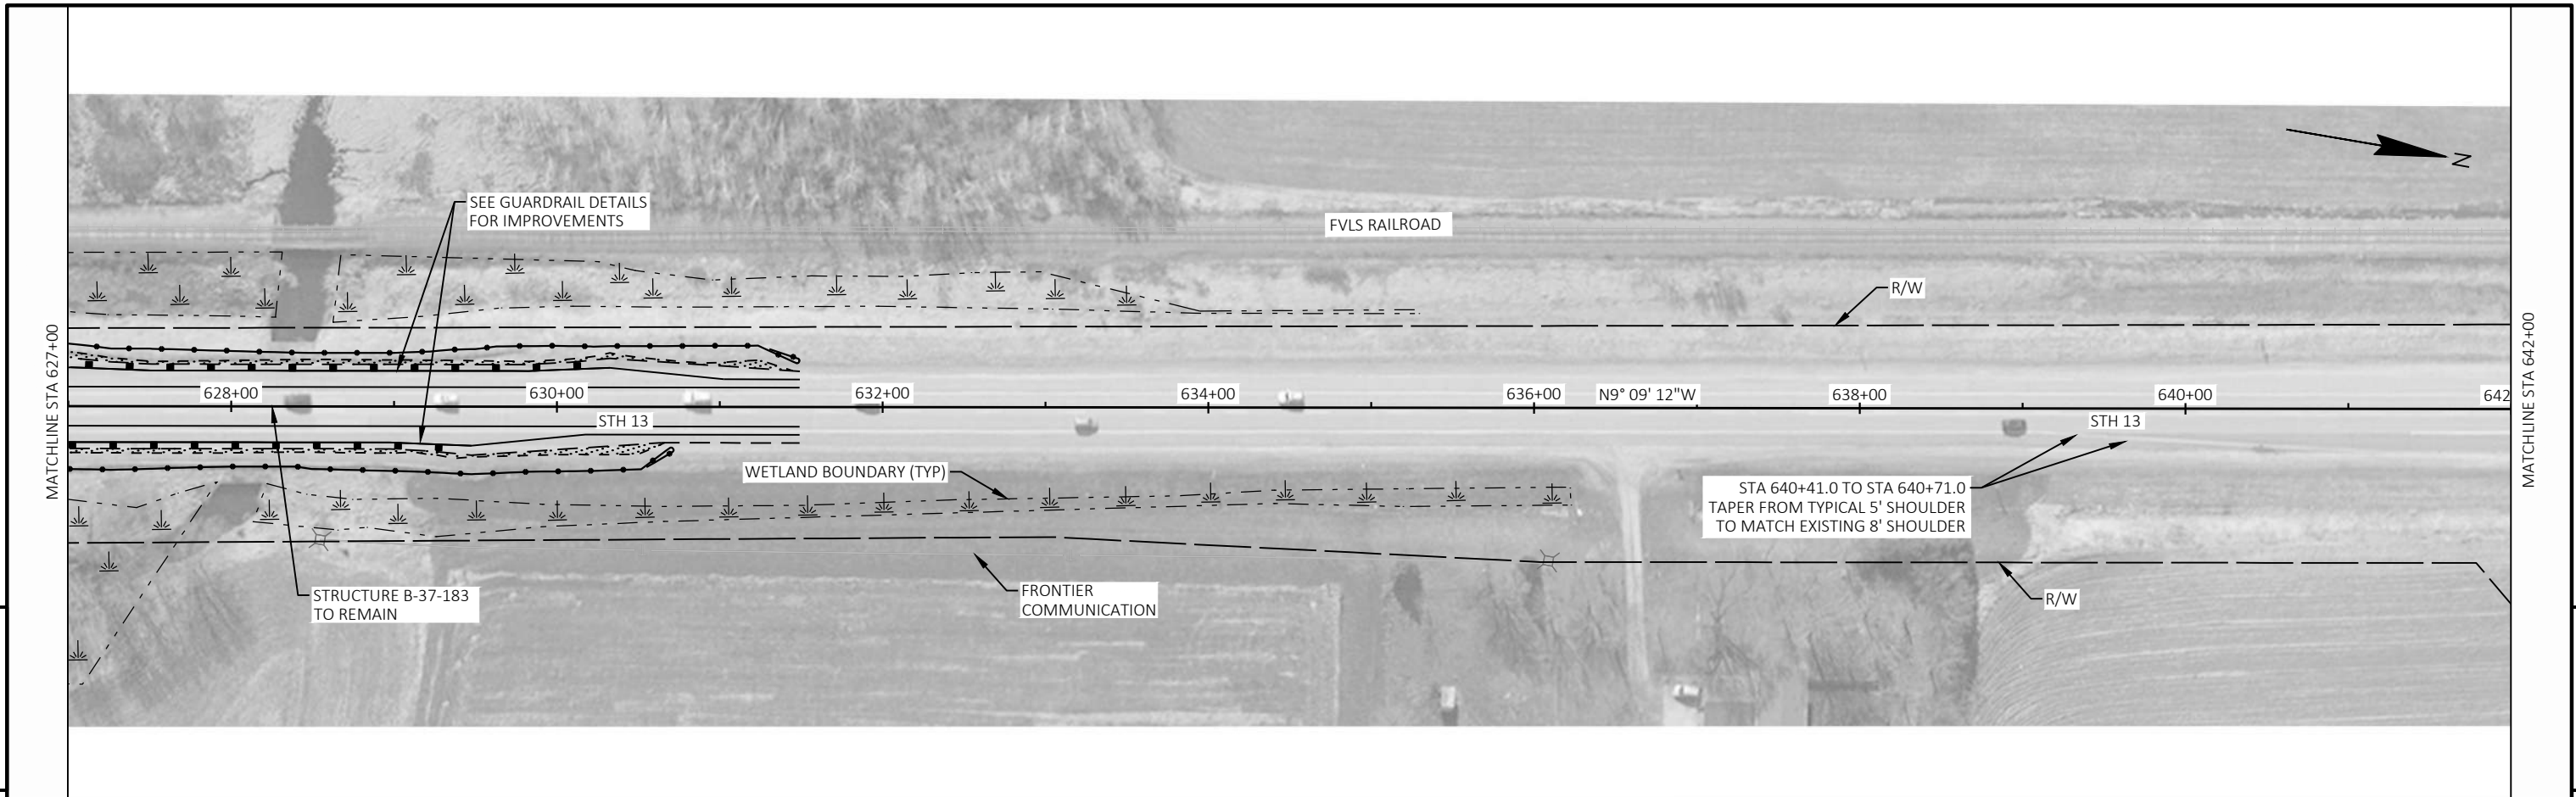 SEE GUARDRAIL DETAILS
FOR IMPROVEMENTS
FVLS RAILROAD
N
R/W
MATCHLINE STA 627+00
MATCHLINE STA 642+00
628+00
630+00
632+00
634+00
636+00
N9° 09' 12"W
638+00
640+00
642
STH 13
STH 13
WETLAND BOUNDARY (TYP)
STA 640+41.0 TO STA 640+71.0
TAPER FROM TYPICAL 5' SHOULDER
TO MATCH EXISTING 8' SHOULDER
STRUCTURE B-37-183
TO REMAIN
FRONTIER
COMMUNICATION
R/W